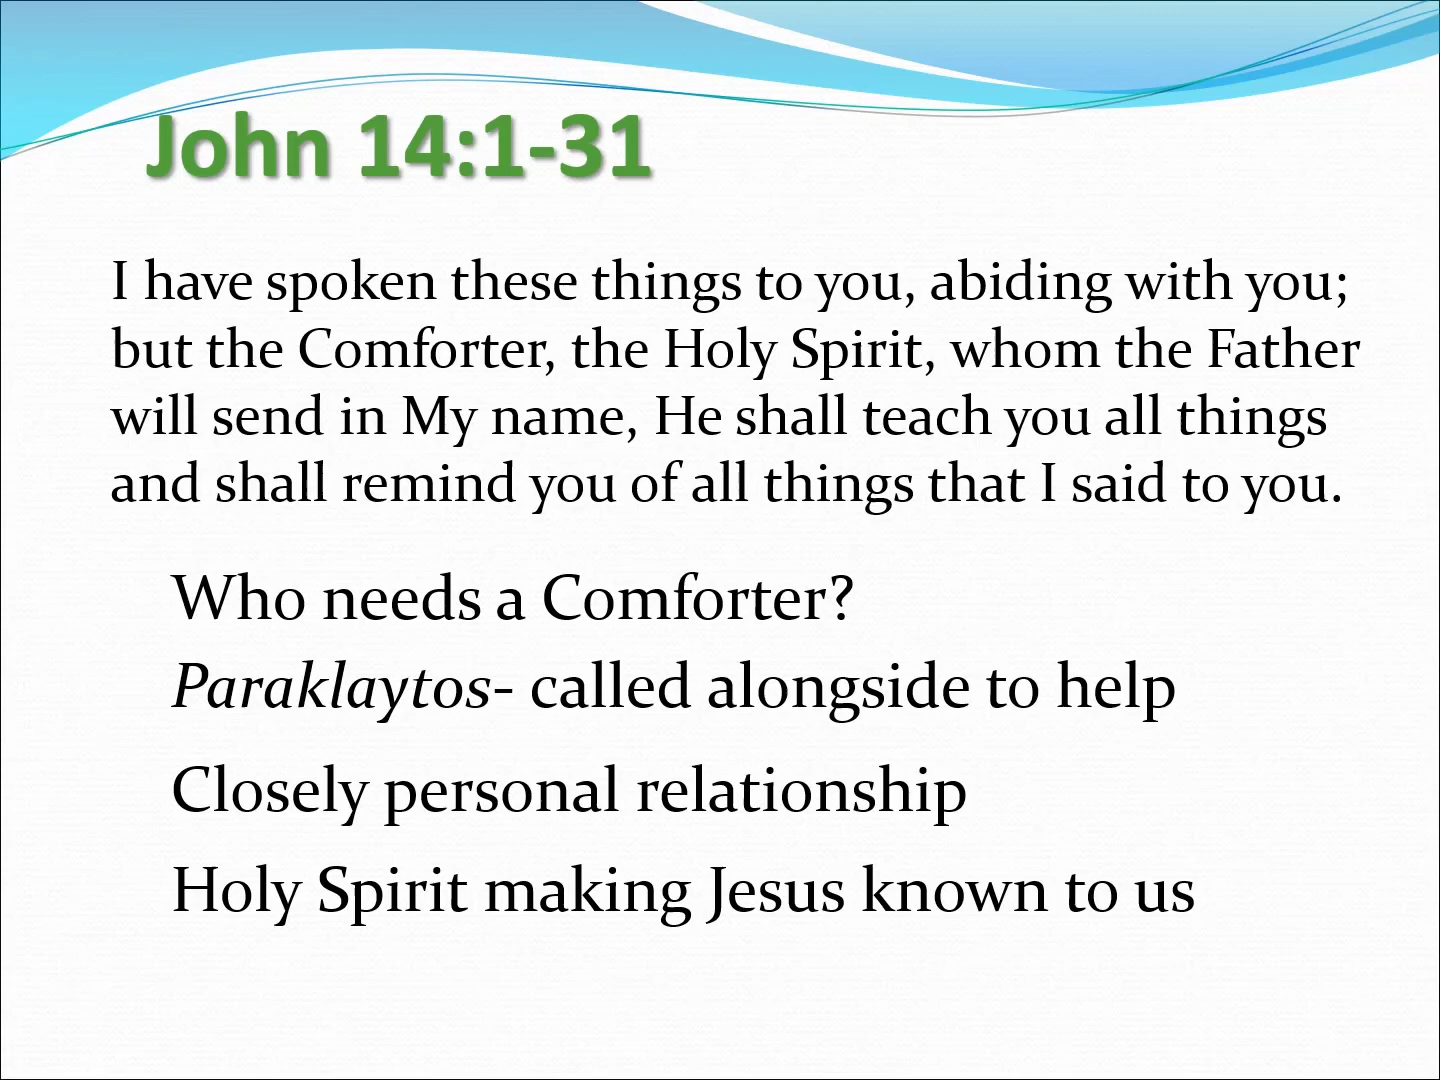 John 14:1-31
I have spoken these things to you, abiding with you;
but the Comforter, the Holy Spirit, whom the Father
will send in My name, He shall teach you all things
and shall remind you of all things that I said to you.
Who needs a Comforter?
Paraklaytos- called alongside to help
Closely personal relationship
Holy Spirit making Jesus known to us